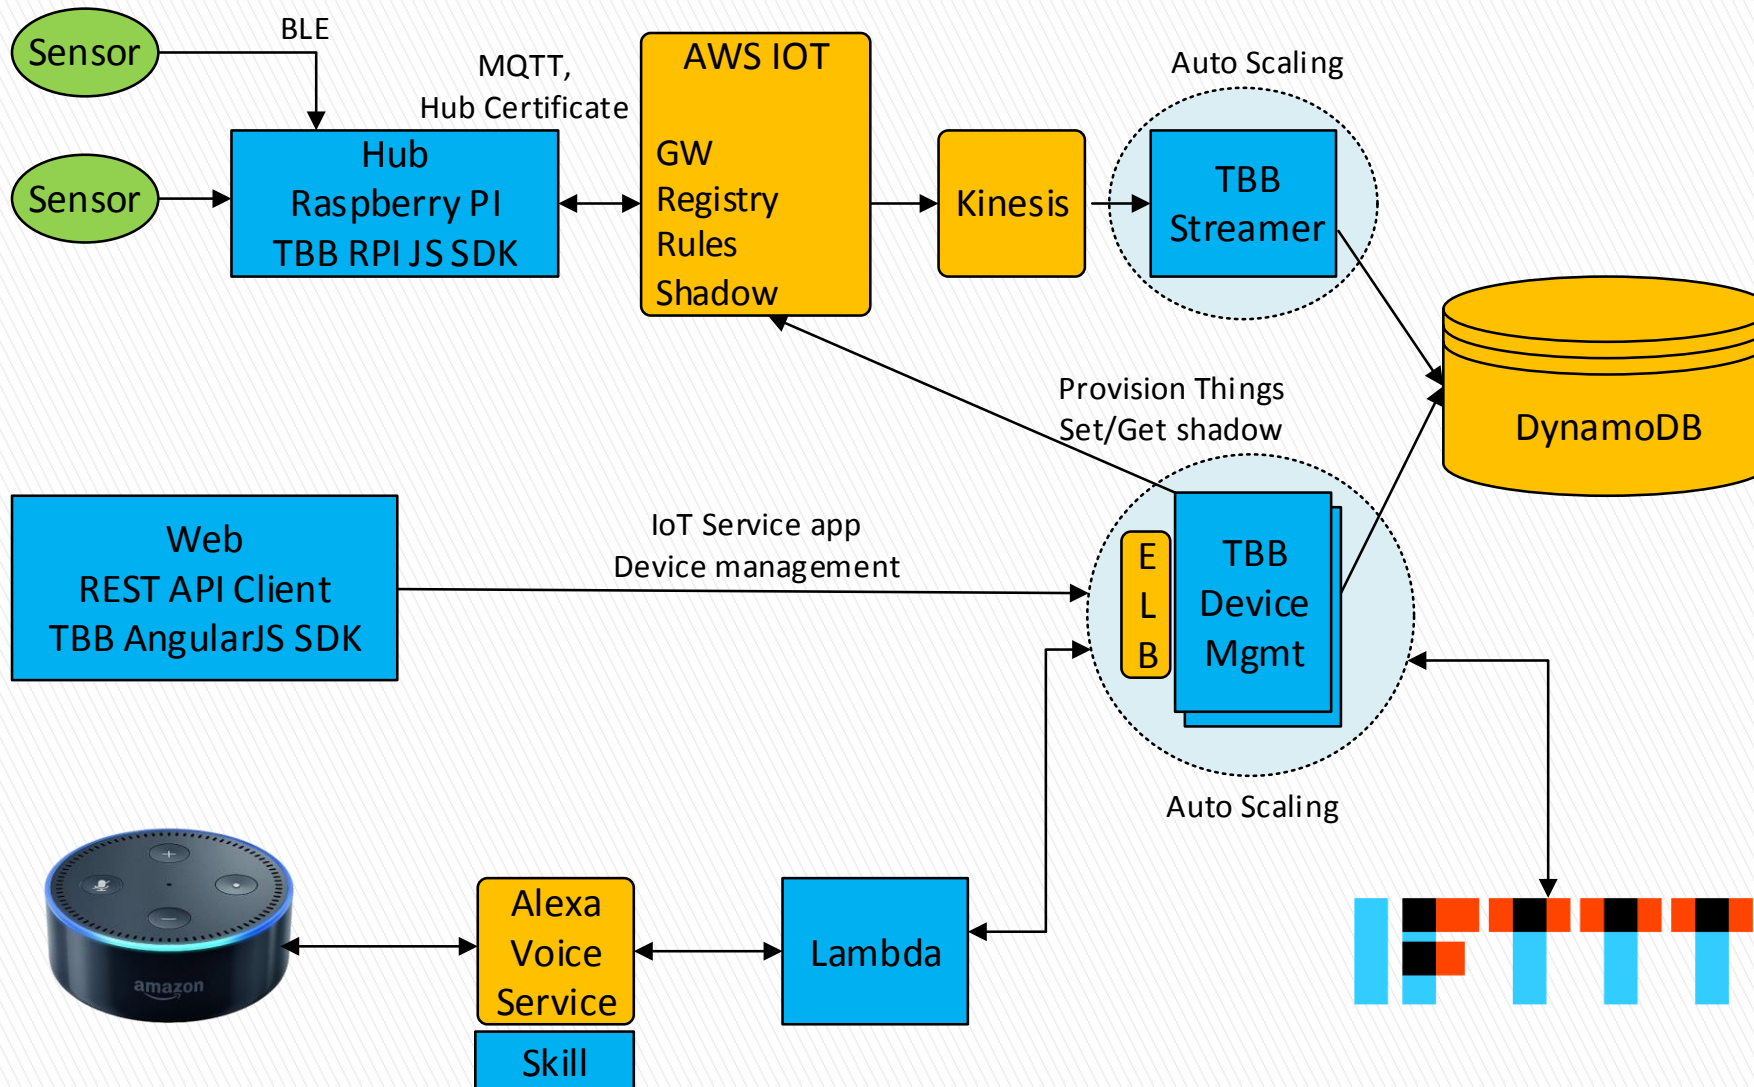 Sensor
BLE
MQTT,
Hub Certificate
AWS IOT
GW
Registry
Rules
Shadow
Auto Scaling
Sensor
Hub
Raspberry PI
TBB RPI JS SDK
Kinesis
TBB
Streamer
DynamoDB
Provision Things
Set/Get shadow
Web
REST API Client
TBB AngularJS SDK
IoT Service app
Device management
E
L
B
TBB
Device
Mgmt
Auto Scaling
amazon
Alexa
Voice
Service
Skill
Lambda
IFTTT